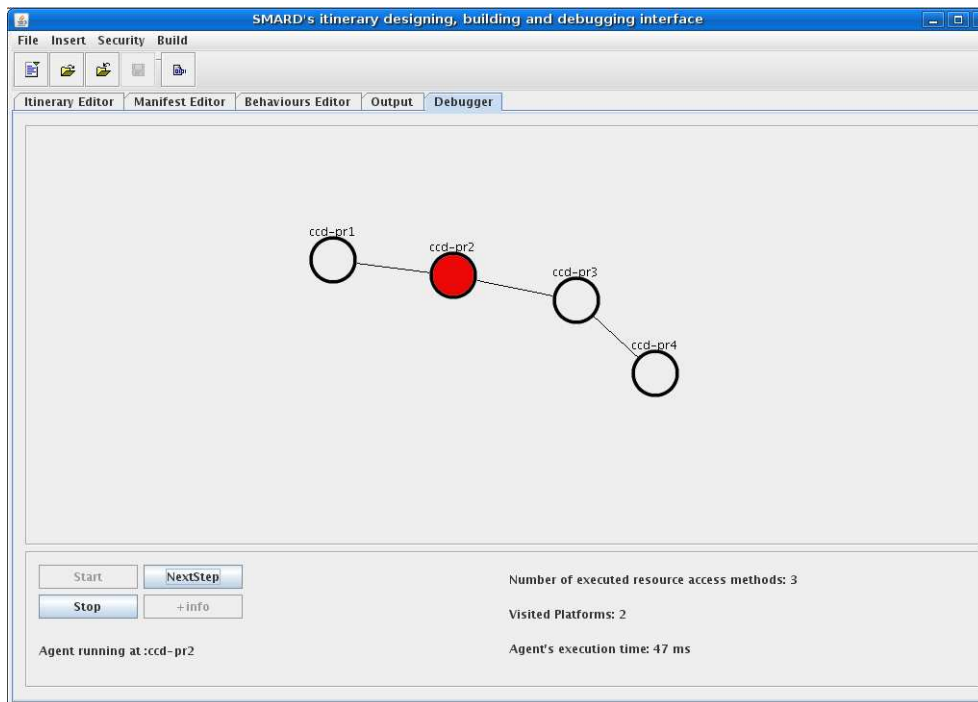 SMARD's itinerary designing, building and debugging interface
File Insert Security Build
Itinerary Editor Manifest Editor Behaviours Editor Output Debugger
ccd-pr1
ccd-pr2
ccd-pr3
ccd-pr4
Start NextStep
Stop +info
Agent running at :ccd-pr2
Number of executed resource access methods: 3
Visited Platforms: 2
Agent's execution time: 47 ms